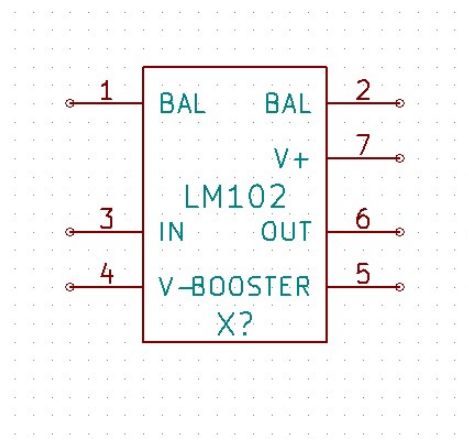 1 BAL BAL 2
V+ 7
LM102
3 IN OUT 6
4 V- BOOSTER 5
X?